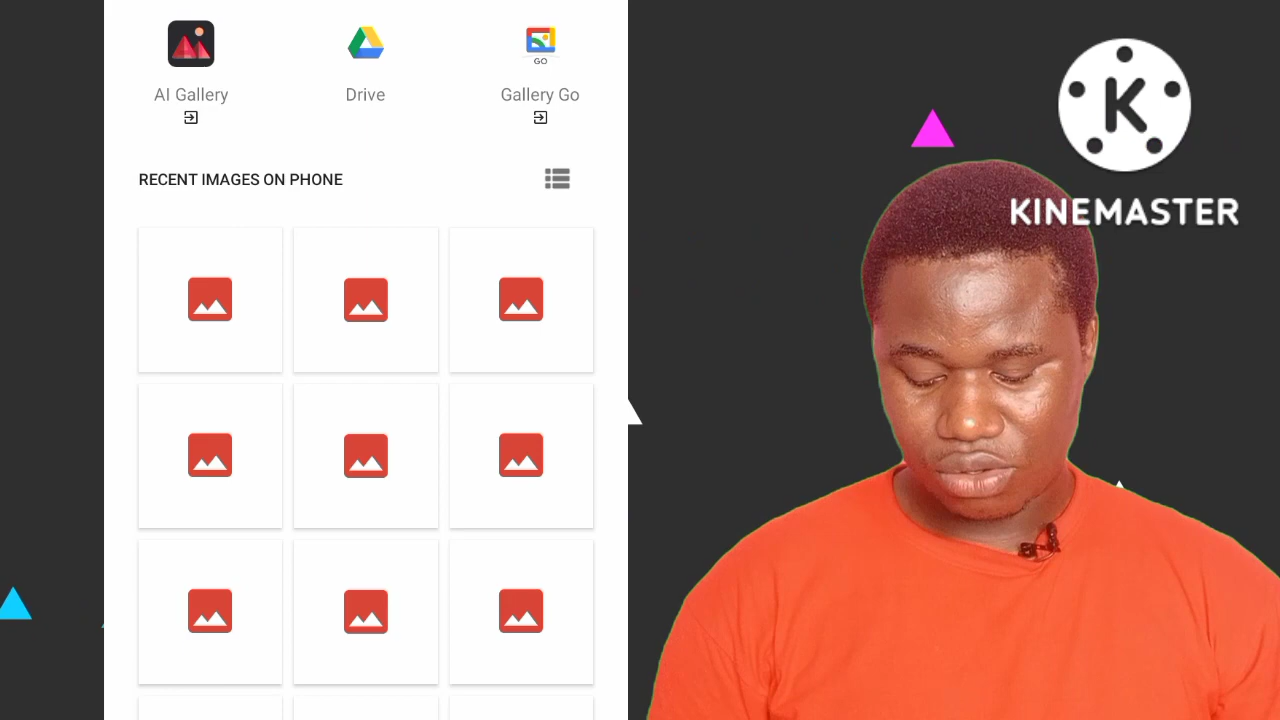 AI Gallery
Drive
GO
Gallery Go
RECENT IMAGES ON PHONE
K
KINEMASTER